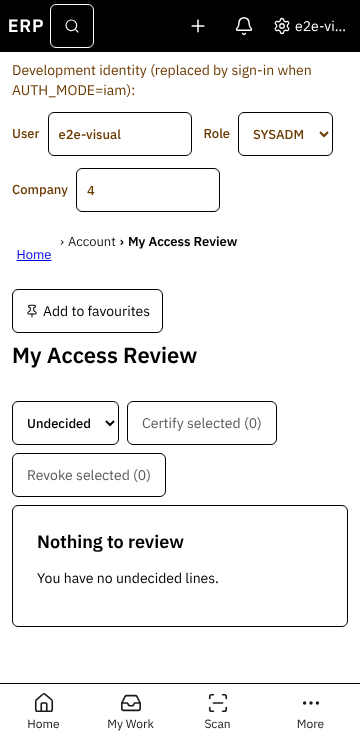 ERP e2e-vi...
Development identity (replaced by sign-in when
AUTH_MODE=iam):
User e2e-visual Role SYSADM
Company 4
Home › Account › My Access Review
Add to favourites
My Access Review
Undecided Certify selected (0)
Revoke selected (0)
Nothing to review
You have no undecided lines.
Home My Work Scan More